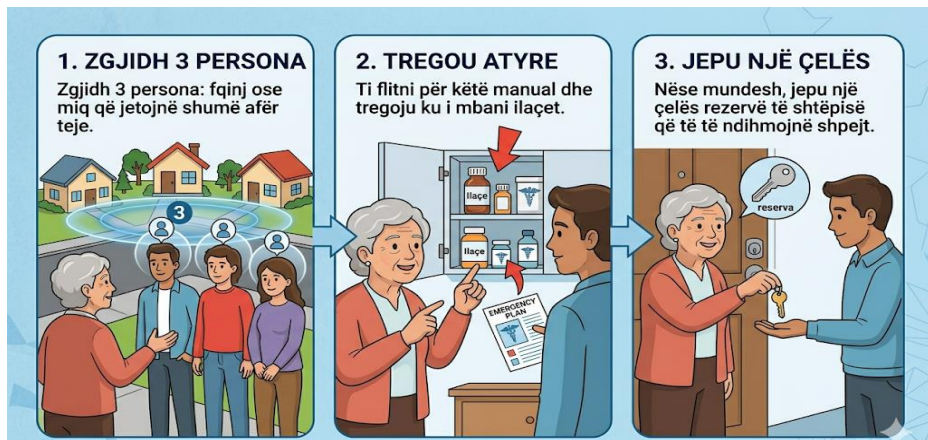 1. ZGJIDH 3 PERSONA
Zgjidh 3 persona: fqinj ose
miq që jetojnë shumë afër
teje.
3
2. TREGOU ATYRE
Ti flitni për këtë manual dhe
tregoju ku i mbani ilaçet.
Ilaçe
Ilaçe
EMERGENCY
PLAN
3. JEPU NJË ÇELËS
Nëse mundesh, jepu një
çelës rezervë të shtëpisë
që të të ndihmojnë shpejt.
reserva